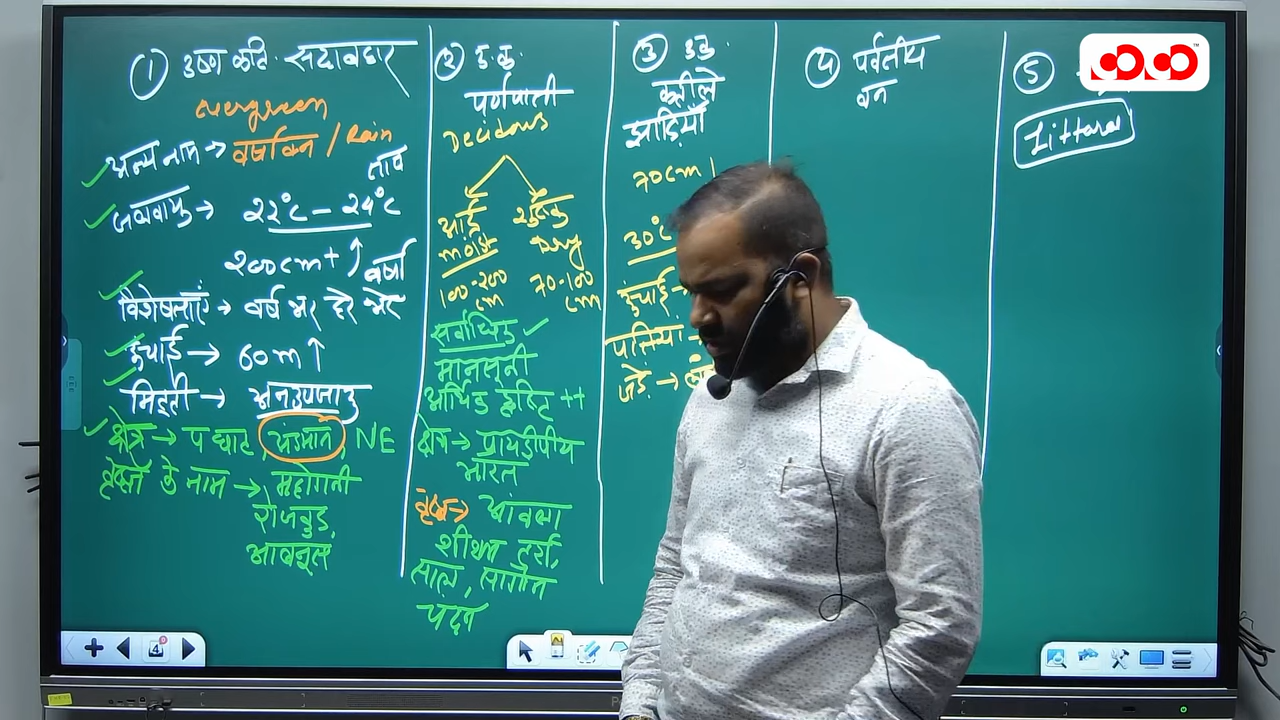 ① उष्ण कटि. सदाबहार
evergreen
अन्य नाम → वर्षावन / Rain
जलवायु → ताप
22°C - 24°C
200cm+ ↑ वर्षा
विशेषताएं → वर्ष भर हरे भरे
ऊंचाई → 60m ↑
मिट्टी → अनउपजाऊ
क्षेत्र → प घाट, अंडमान, NE
वृक्षों के नाम → महोगनी
रोजवुड,
आबनूस
② उ.क.
पर्णपाती
Decidous
आर्द्र शुष्क
moist Dry
100-200 cm 70-100 cm
सर्वाधिक ✓
मानसूनी
आर्थिक दृष्टि ++
क्षेत्र → प्रायद्वीपीय
भारत
वृक्ष → आंवला
शीशम, हर्रा,
साल, सागौन
चंदन
③ उ.क.
कंटीले
झाड़ियाँ
70cm ↓
30°C
ऊंचाई →
पत्तियां →
जड़ें →
④ पर्वतीय
वन
⑤
Littoral
4